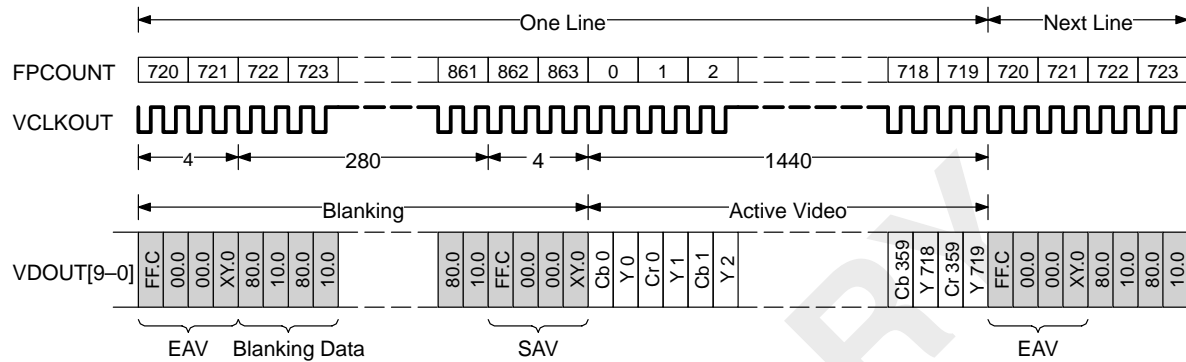 One Line Next Line
FPCOUNT 720 721 722 723 861 862 863 0 1 2 718 719 720 721 722 723
VCLKOUT
4 280 4 1440
Blanking Active Video
VDOUT[9–0] FF.C 00.0 00.0 XY.0 80.0 10.0 80.0 10.0 80.0 10.0 FF.C 00.0 00.0 XY.0 Cb 0 Y 0 Cr 0 Y 1 Cb 1 Y 2 Cb 359 Y 718 Cr 359 Y 719 FF.C 00.0 00.0 XY.0 80.0 10.0 80.0 10.0
EAV Blanking Data SAV EAV
RY